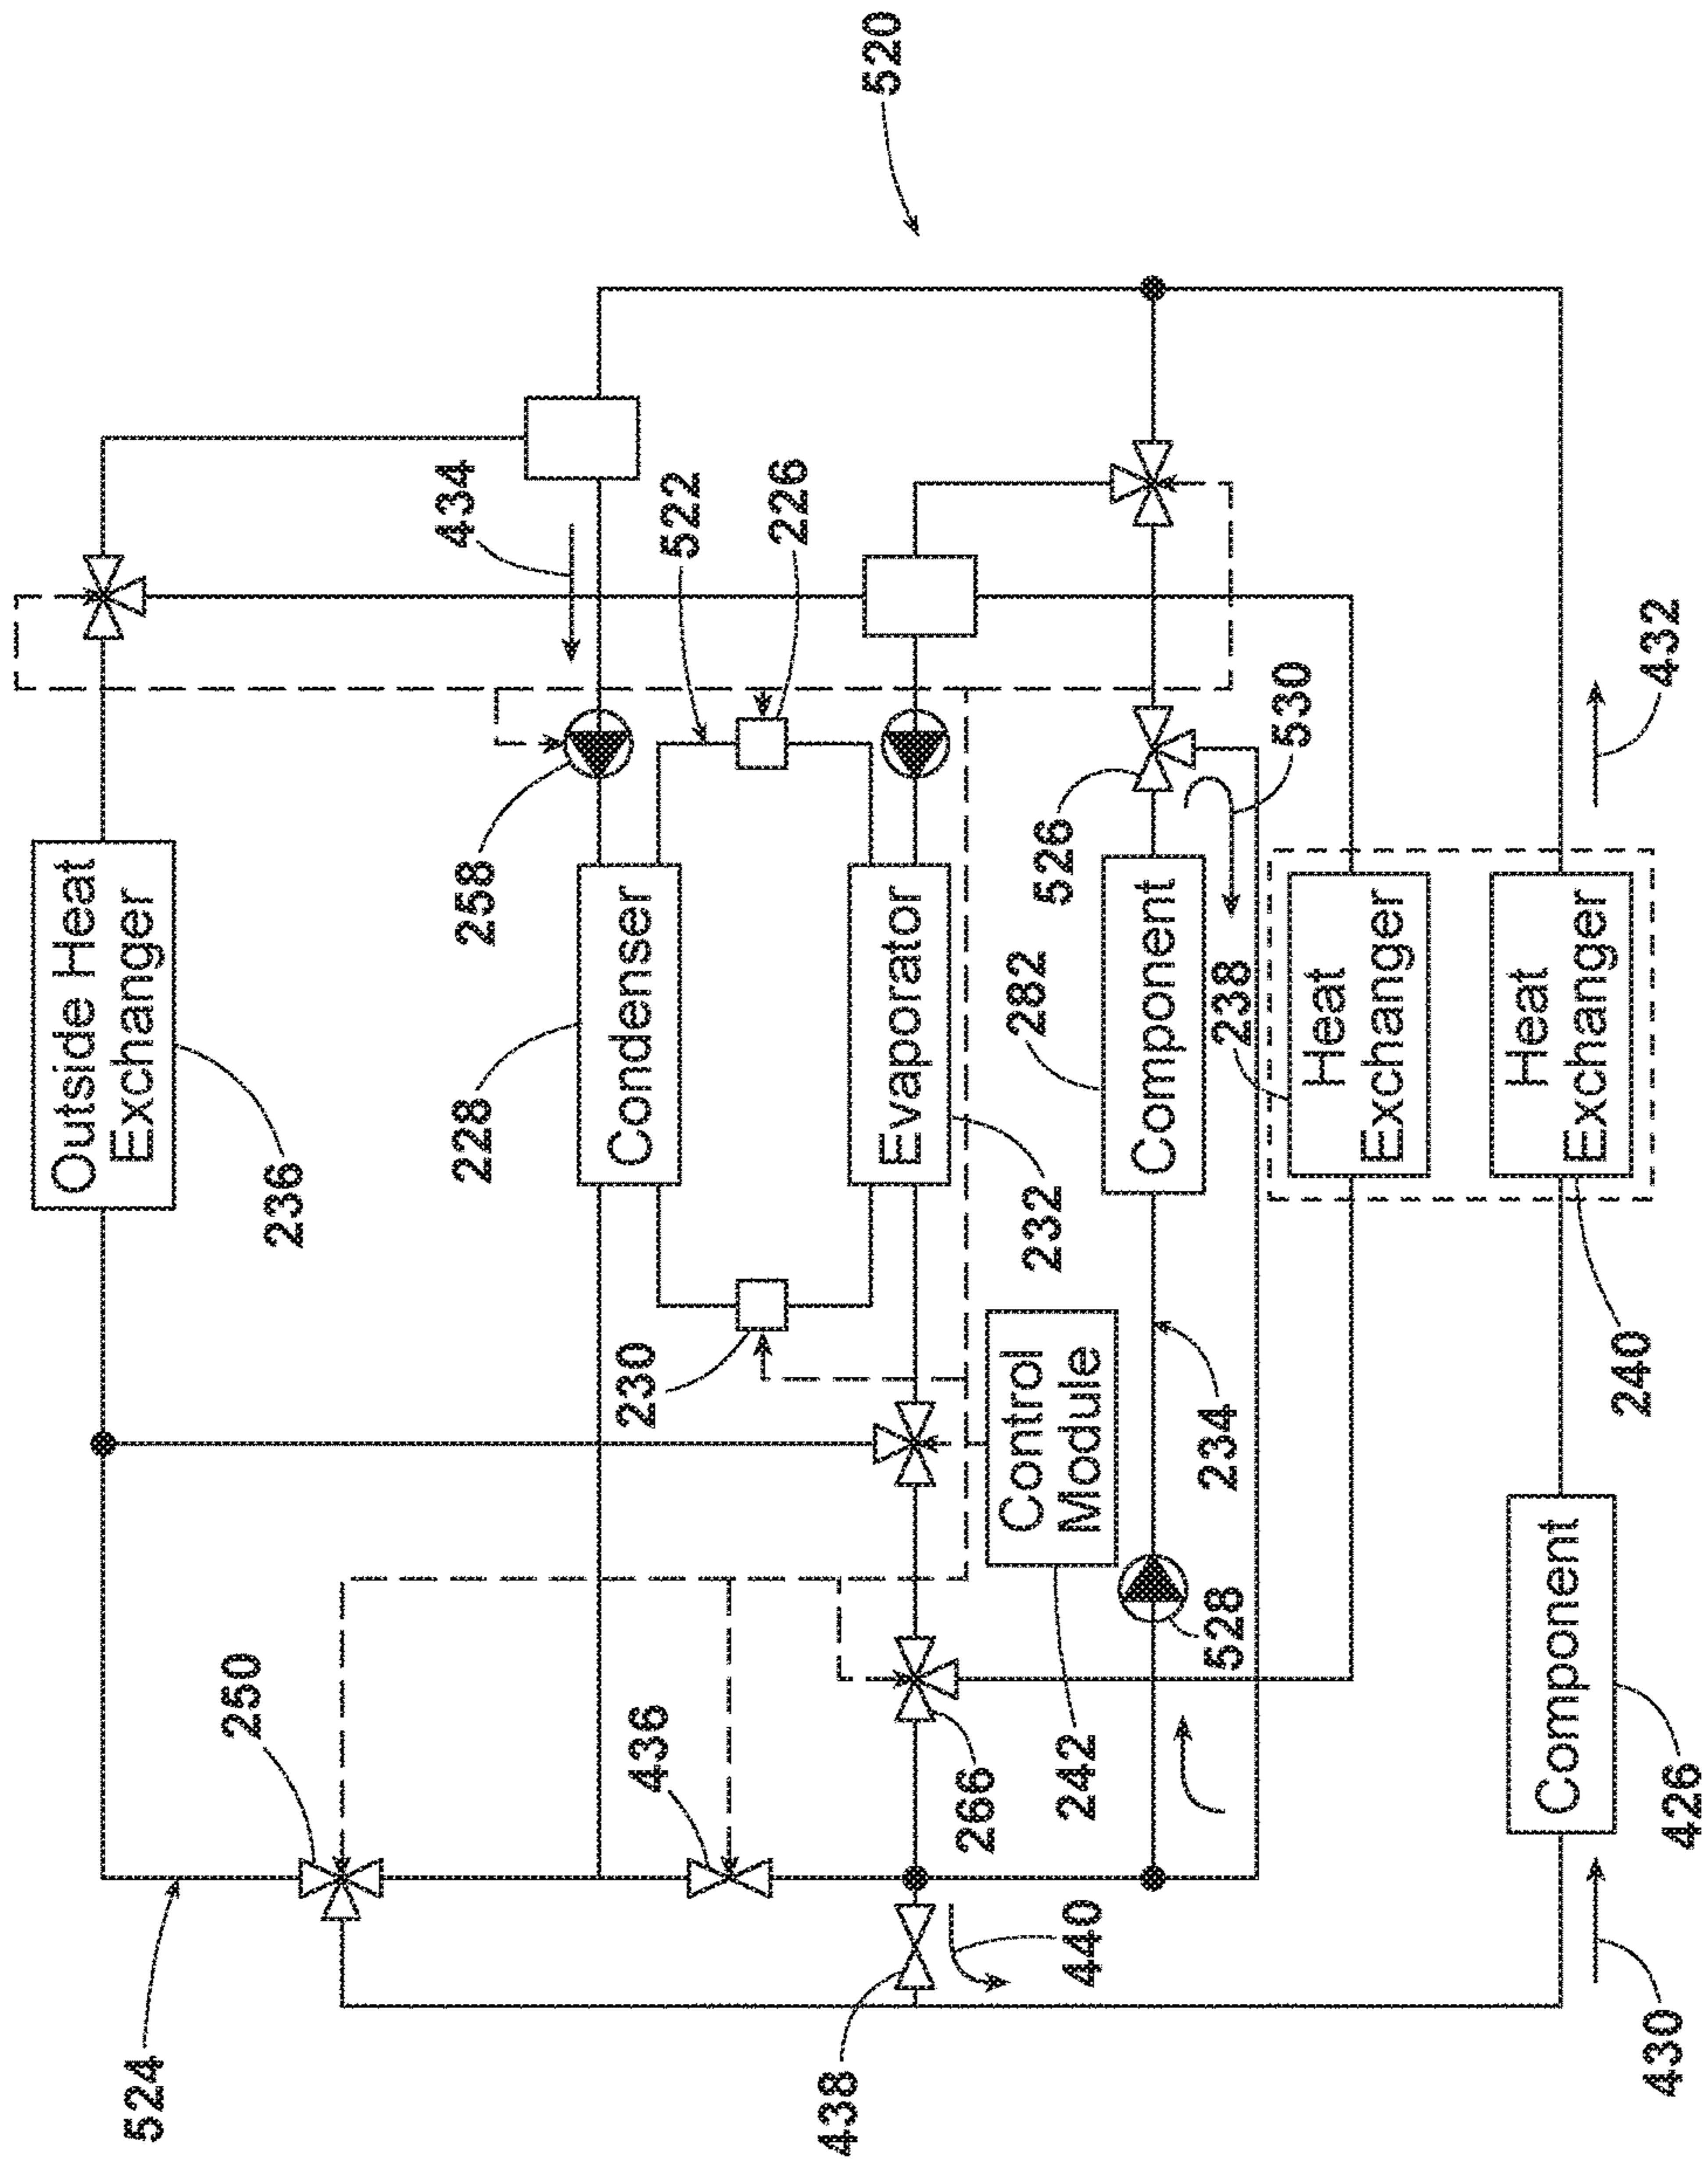 Outside Heat
Exchanger
524
250
236
434
228
258
Condenser
436
230
522
226
438
520
Evaporator
266
Control
Module
232
282
526
440
242
Component
528
234
238
530
Heat
Exchanger
Heat
Exchanger
Component
240
432
430
426